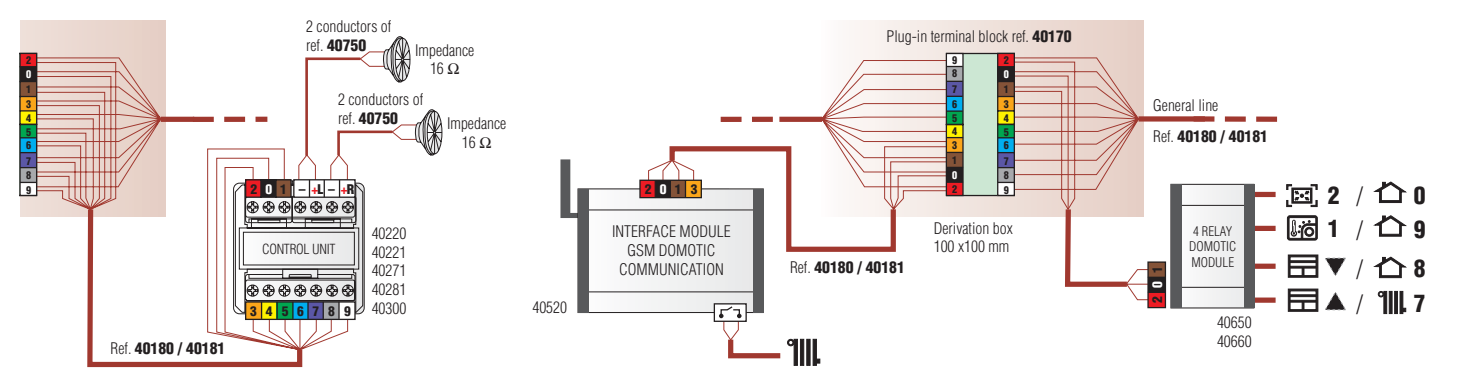 2 conductors of
ref. 40750
Impedance
16 Ω
2 conductors of
ref. 40750
Impedance
16 Ω
2
0
1
3
4
5
6
7
8
9
2 0 1 – +L – +R
CONTROL UNIT
40220
40221
40271
40281
40300
3 4 5 6 7 8 9
Ref. 40180 / 40181
Plug-in terminal block ref. 40170
9 2
8 0
7 1
6 3
5 4
4 5
3 6
1 7
0 8
2 9
General line
Ref. 40180 / 40181
Derivation box
100 x100 mm
2 0 1 3
INTERFACE MODULE
GSM DOMOTIC
COMMUNICATION
40520
Ref. 40180 / 40181
2 0 1
4 RELAY
DOMOTIC
MODULE
40650
40660
2 / 0
1 / 9
/ 8
/ 7